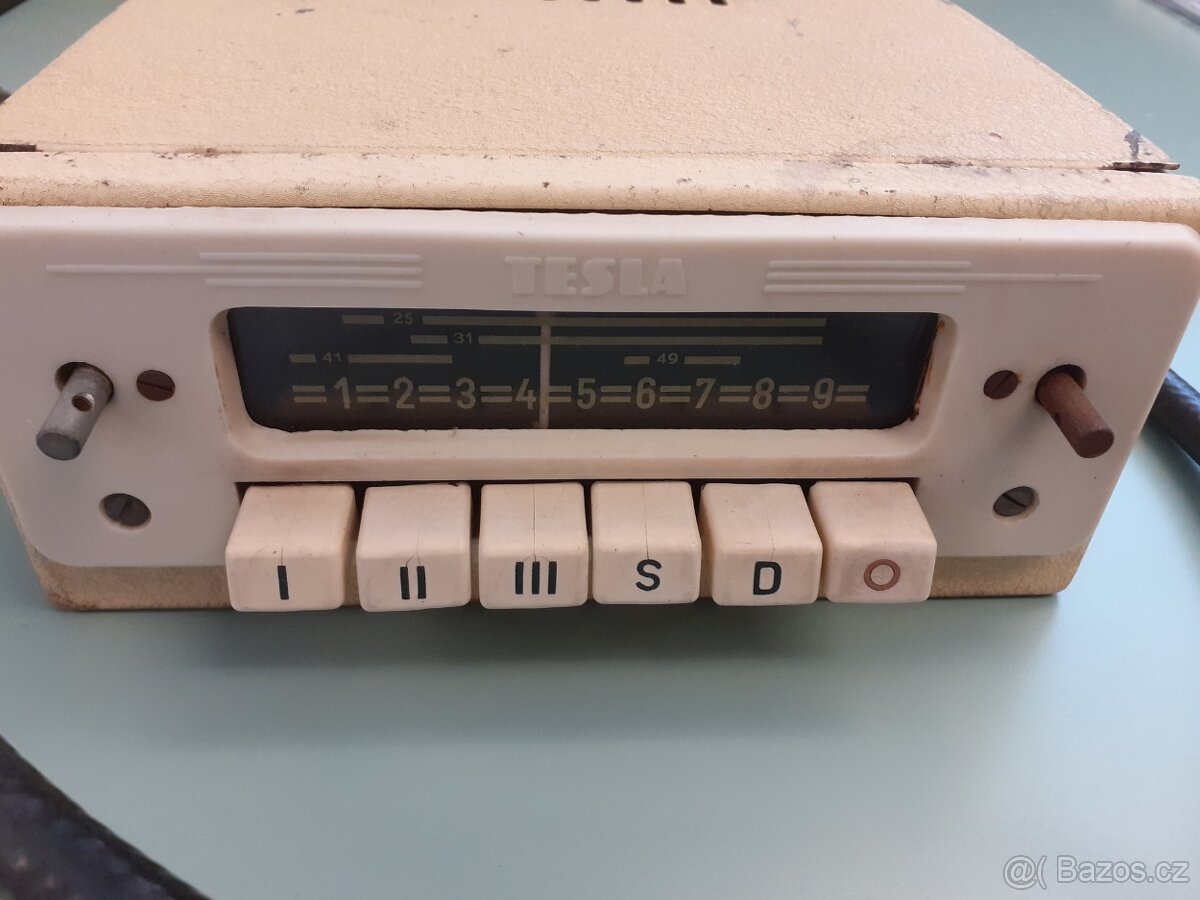 TESLA
25
31
41 49
=1=2=3=4=5=6=7=8=9=
I II III S D O
@( Bazos.cz